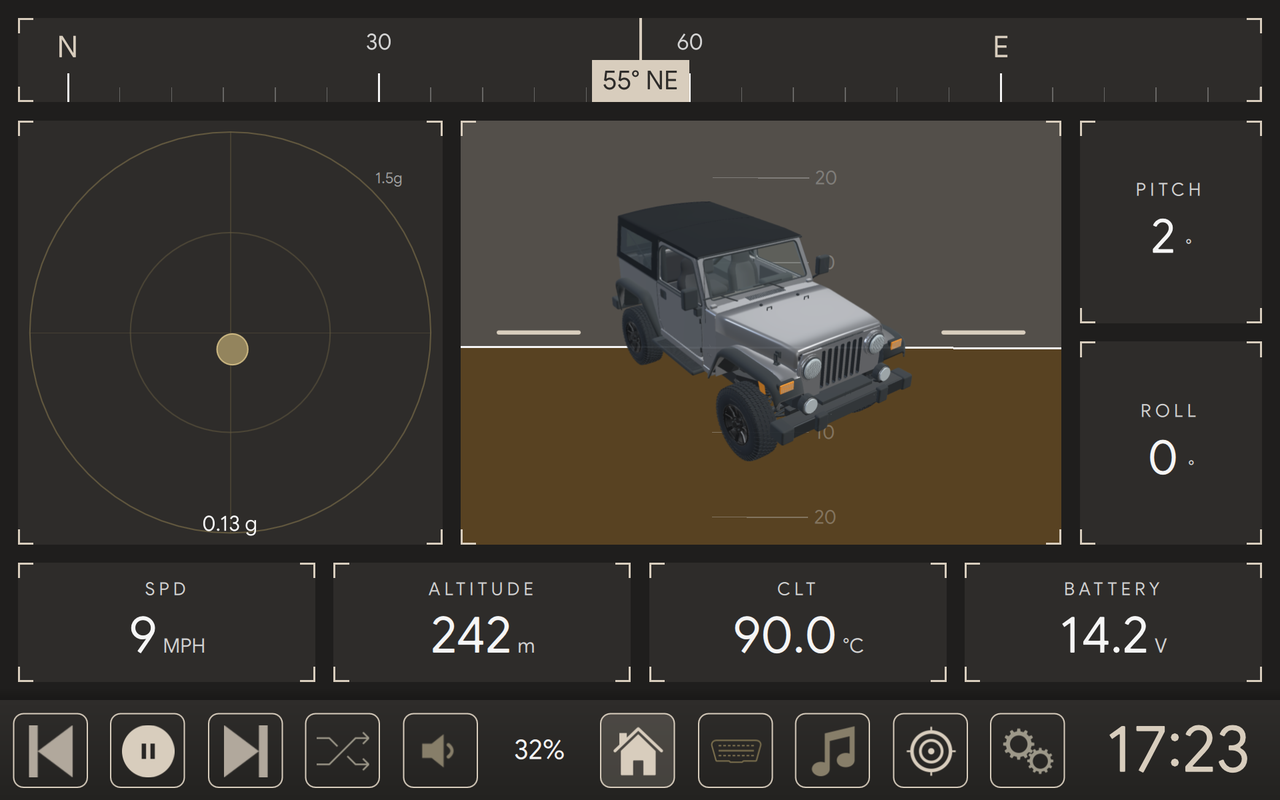 N
30
60
E
55° NE
1.5g
0.13 g
20
10
20
PITCH
2 °
ROLL
0 °
SPD
9 MPH
ALTITUDE
242 m
CLT
90.0 °C
BATTERY
14.2 V
32%
17:23